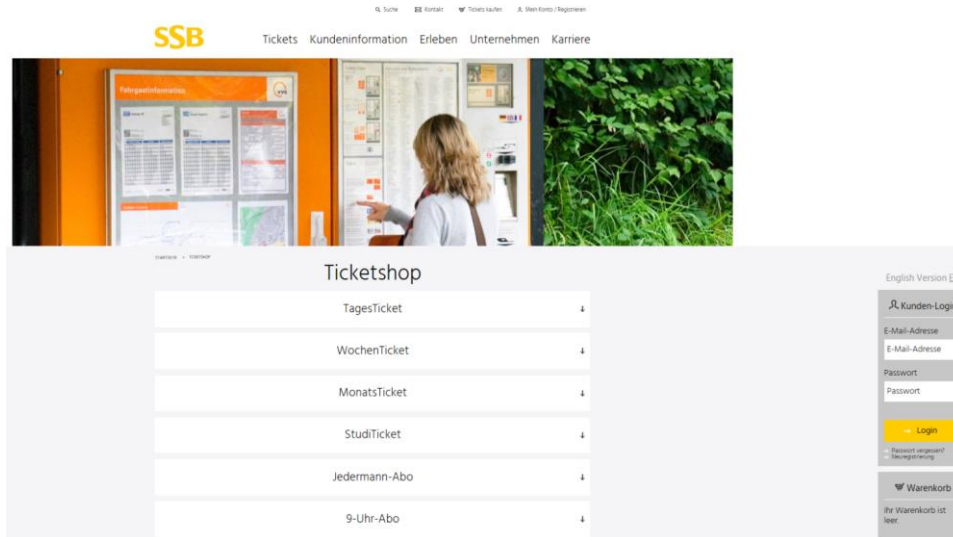 Suche Kontakt Tickets kaufen Mein Konto / Registrieren
SSB
Tickets Kundeninformation Erleben Unternehmen Karriere
Fahrgastinformation
STARTSEITE > TICKETSHOP
Ticketshop
TagesTicket
WochenTicket
MonatsTicket
StudiTicket
Jedermann-Abo
9-Uhr-Abo
English Version
Kunden-Login
E-Mail-Adresse
E-Mail-Adresse
Passwort
Passwort
Login
Passwort vergessen?
Neuregistrierung
Warenkorb
Ihr Warenkorb ist
leer.